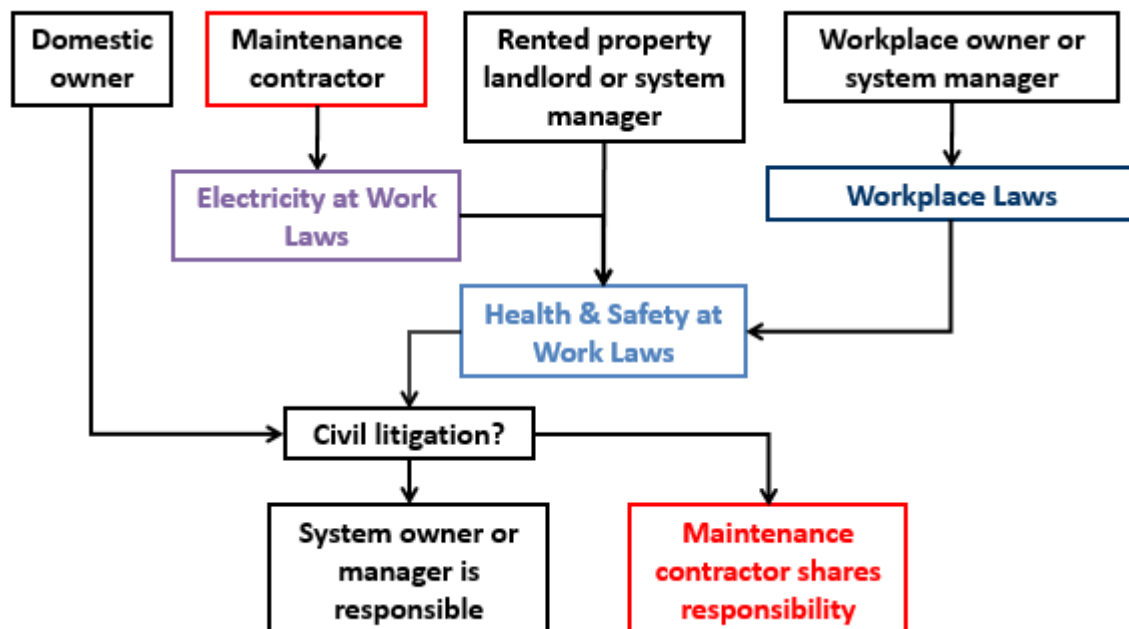 Domestic
owner
Maintenance
contractor
Rented property
landlord or system
manager
Workplace owner or
system manager
Electricity at Work
Laws
Workplace Laws
Health & Safety at
Work Laws
Civil litigation?
System owner or
manager is
responsible
Maintenance
contractor shares
responsibility